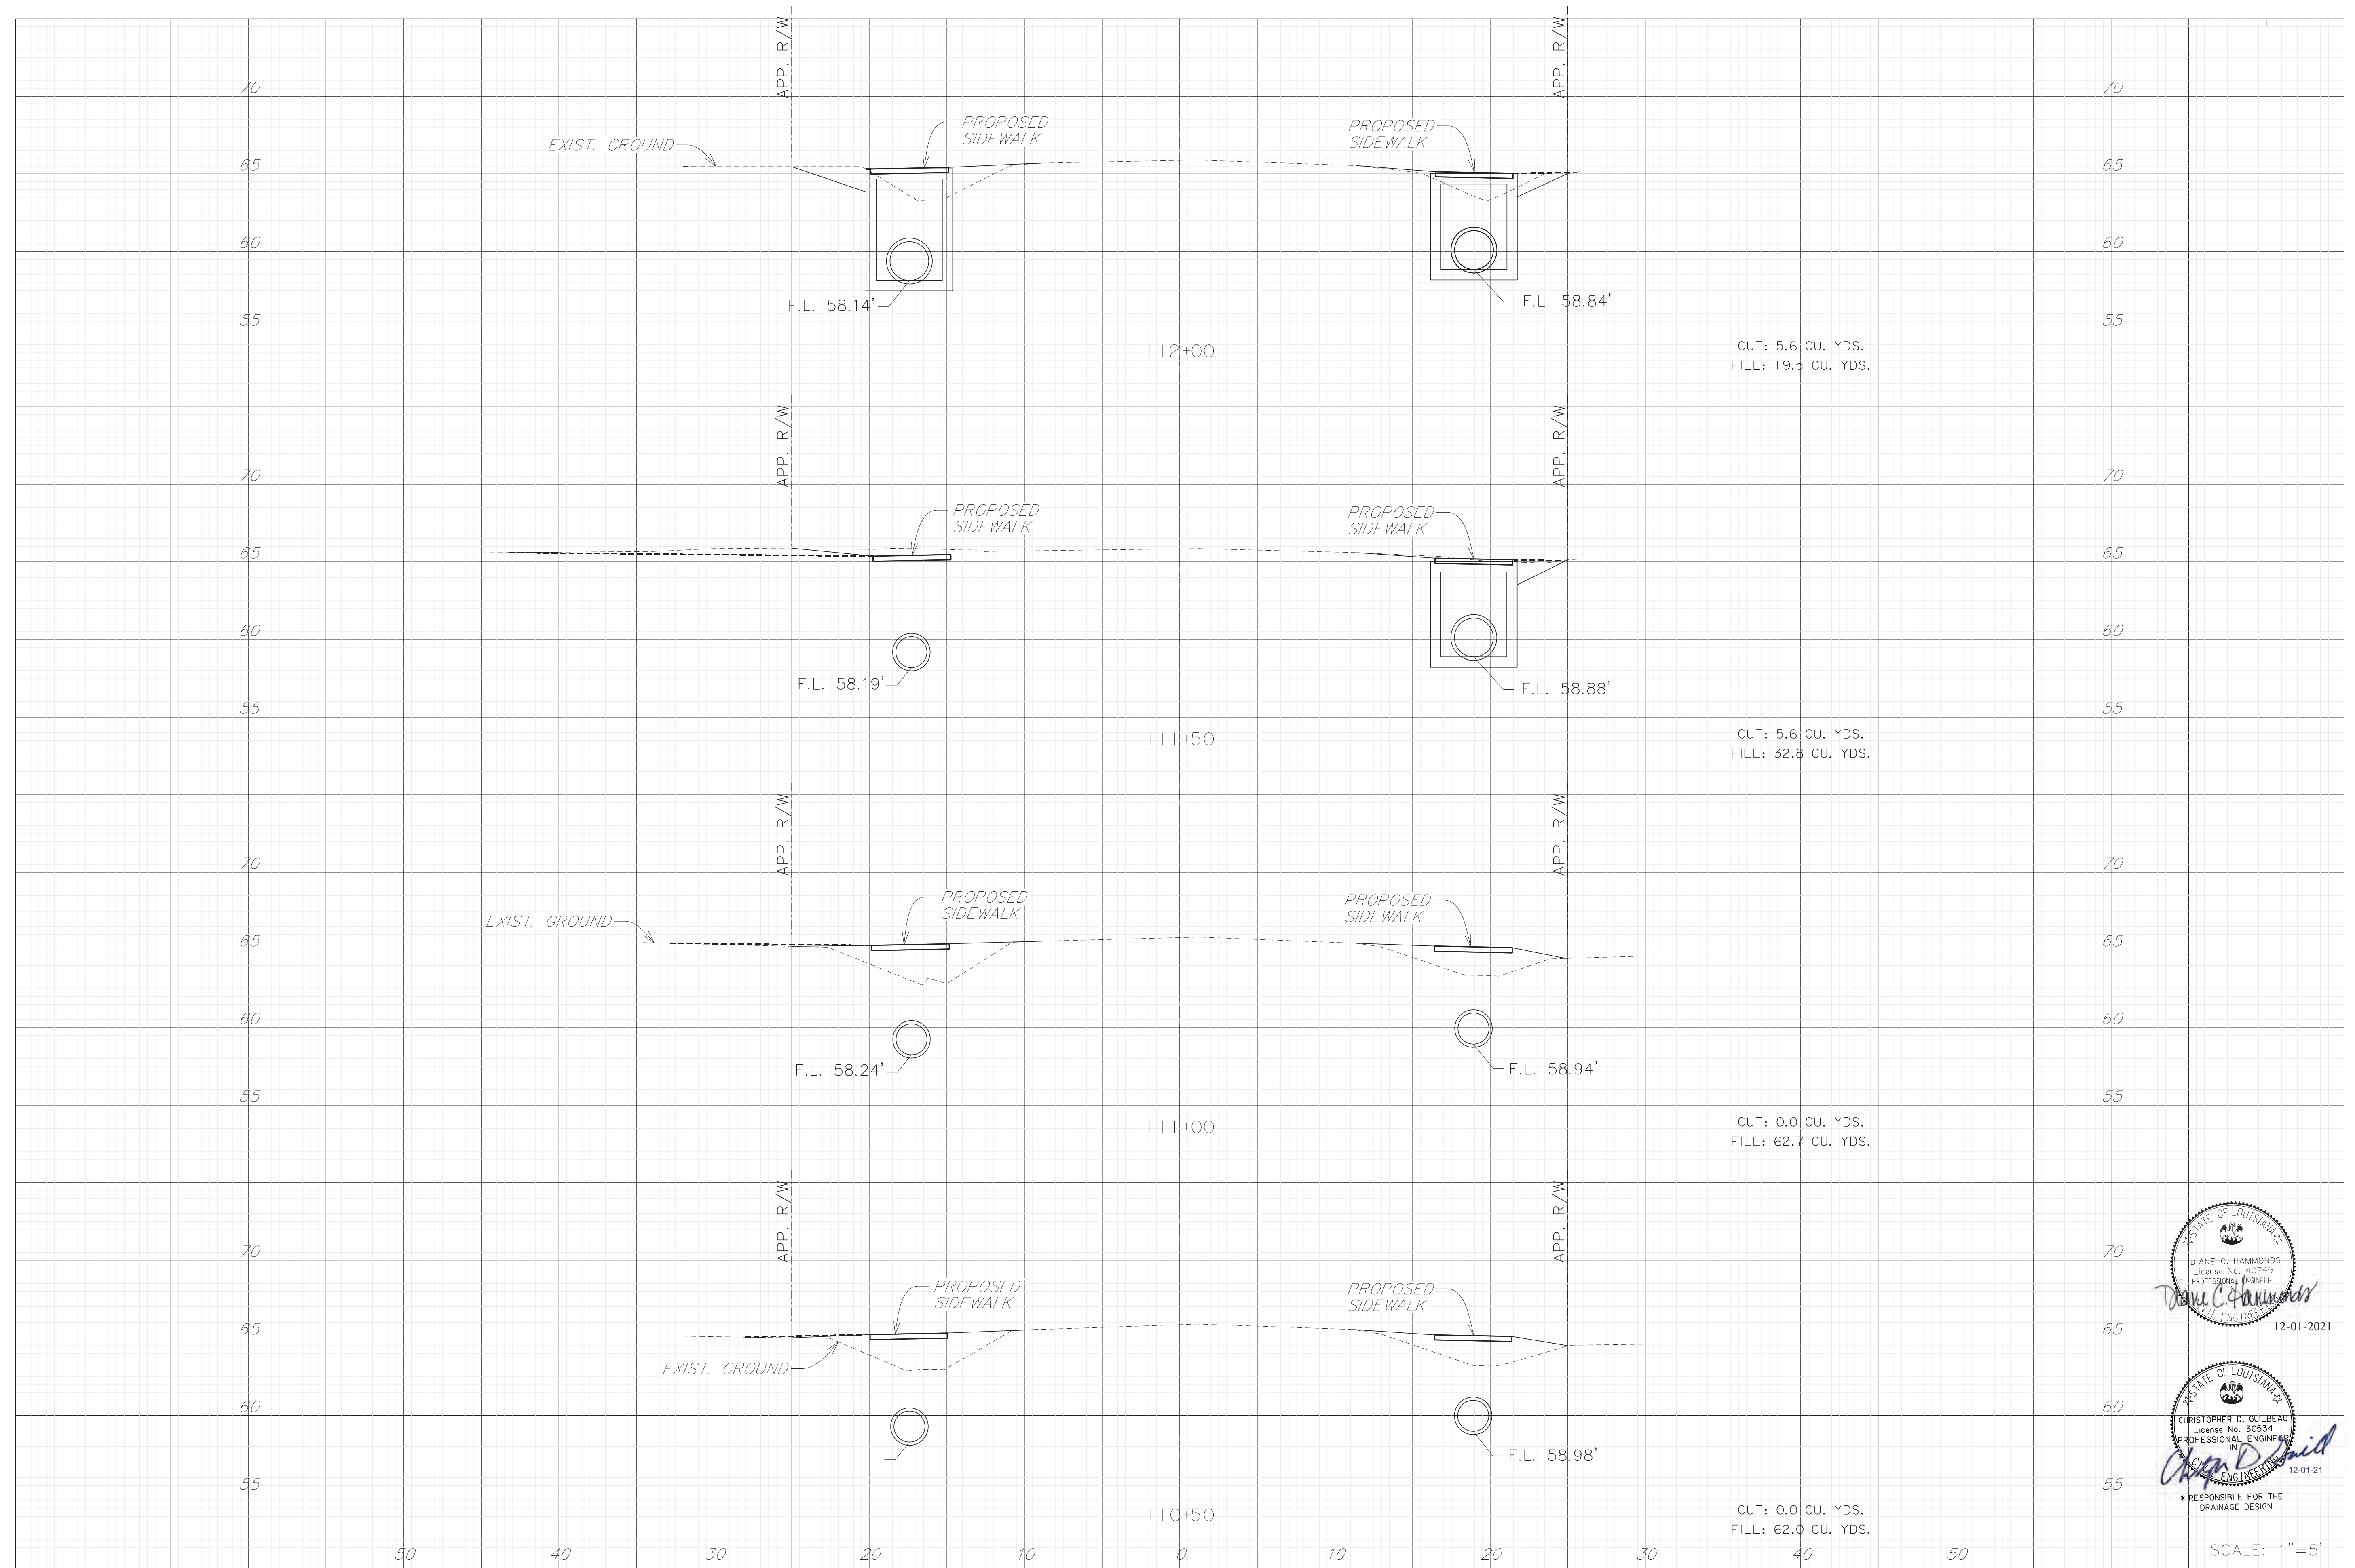 APP. R/W
APP. R/W
70
70
PROPOSED
SIDEWALK
PROPOSED
SIDEWALK
EXIST. GROUND
65
65
60
60
F.L. 58.14'
F.L. 58.84'
55
55
112+00
CUT: 5.6 CU. YDS.
FILL: 19.5 CU. YDS.
APP. R/W
APP. R/W
70
70
PROPOSED
SIDEWALK
PROPOSED
SIDEWALK
65
65
60
60
F.L. 58.19'
F.L. 58.88'
55
55
111+50
CUT: 5.6 CU. YDS.
FILL: 32.8 CU. YDS.
APP. R/W
APP. R/W
70
70
PROPOSED
SIDEWALK
PROPOSED
SIDEWALK
EXIST. GROUND
65
65
60
60
F.L. 58.24'
F.L. 58.94'
55
55
111+00
CUT: 0.0 CU. YDS.
FILL: 62.7 CU. YDS.
APP. R/W
APP. R/W
70
70
STATE OF LOUISIANA
DIANE C. HAMMONDS
License No. 40749
PROFESSIONAL ENGINEER
IN
CIVIL ENGINEERING
Diane C. Hammonds
12-01-2021
PROPOSED
SIDEWALK
PROPOSED
SIDEWALK
65
65
EXIST. GROUND
60
60
F.L. 58.98'
STATE OF LOUISIANA
CHRISTOPHER D. GUILBEAU
License No. 30534
PROFESSIONAL ENGINEER
IN
CIVIL ENGINEERING
12-01-21
55
55
* RESPONSIBLE FOR THE
DRAINAGE DESIGN
110+50
CUT: 0.0 CU. YDS.
FILL: 62.0 CU. YDS.
50 40 30 20 10 0 10 20 30 40 50
SCALE: 1"=5'